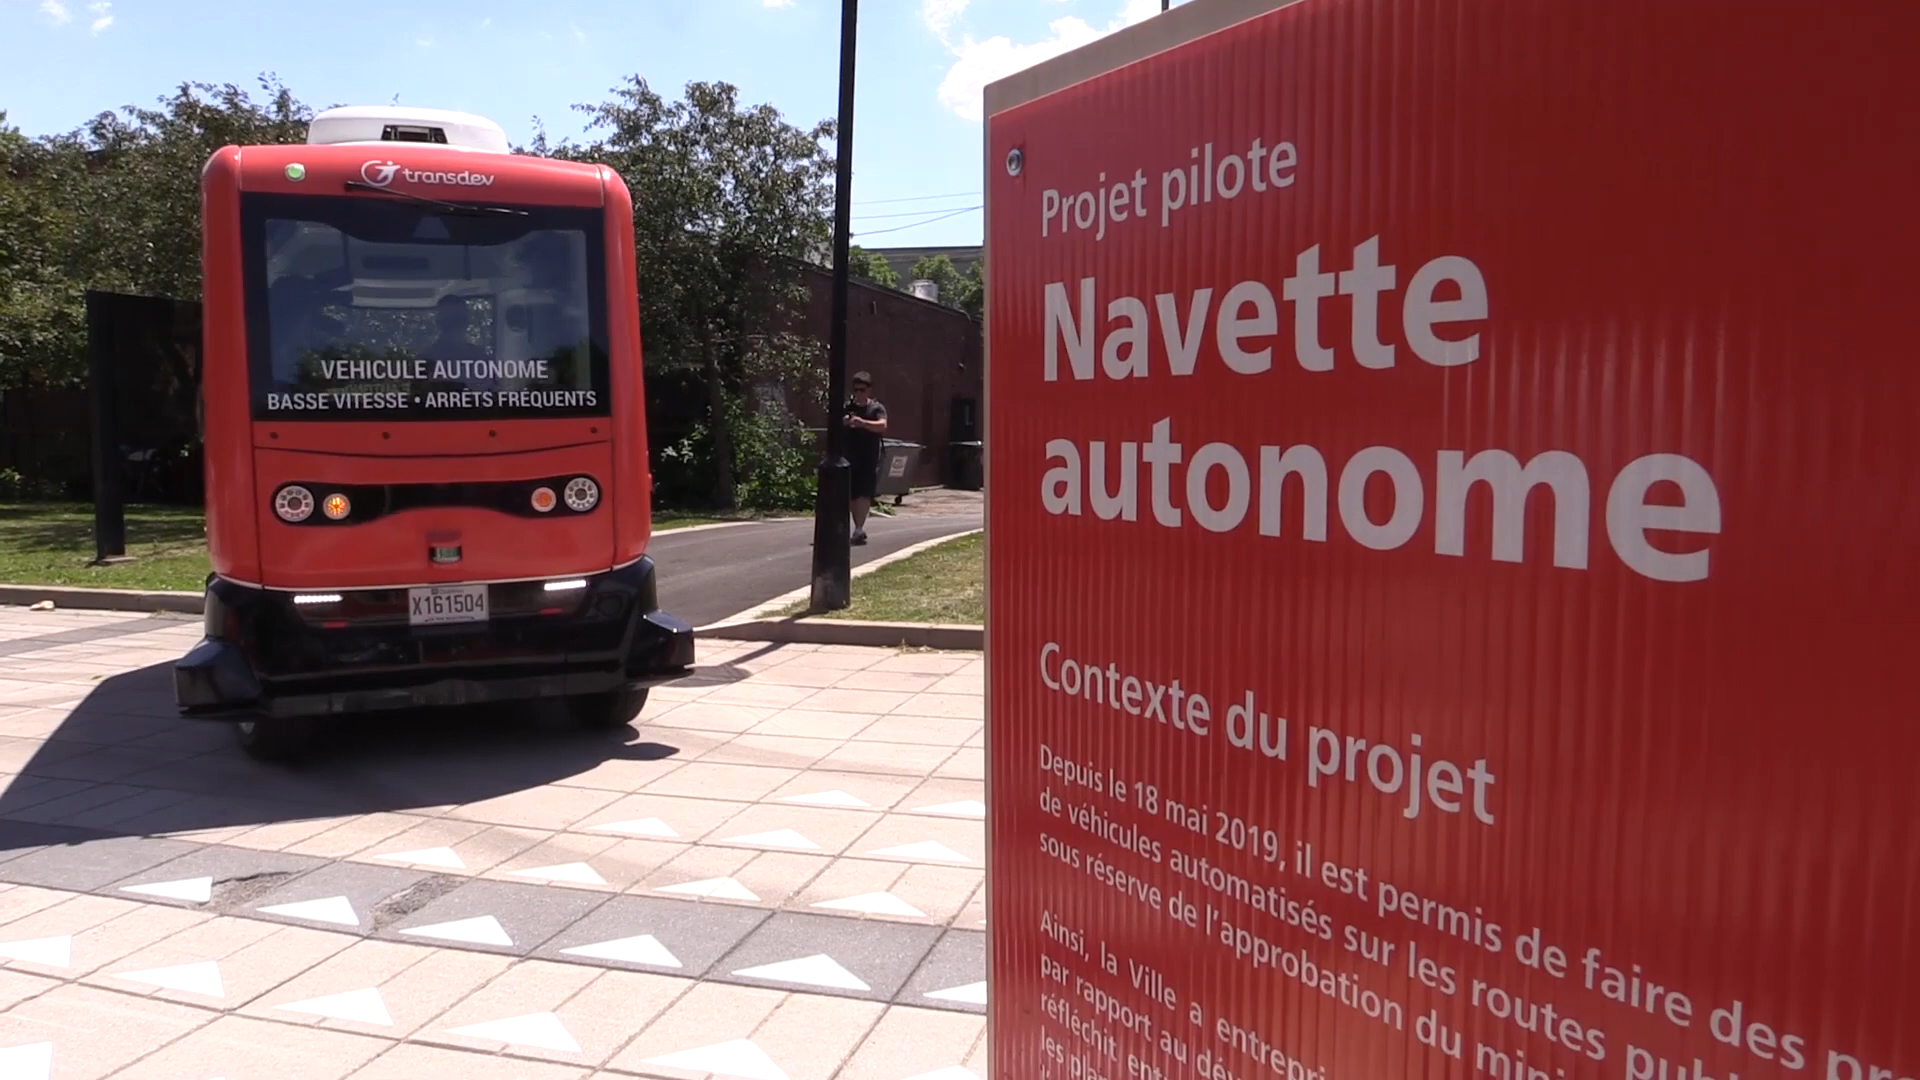 transdev
VEHICULE AUTONOME
BASSE VITESSE • ARRÊTS FRÉQUENTS
X161504
Projet pilote
Navette
autonome
Contexte du projet
Depuis le 18 mai 2019, il est permis de faire des
de véhicules automatisés sur les routes
sous réserve de l'approbation du
Ainsi, la Ville a
par rapport au
réfléchit
les